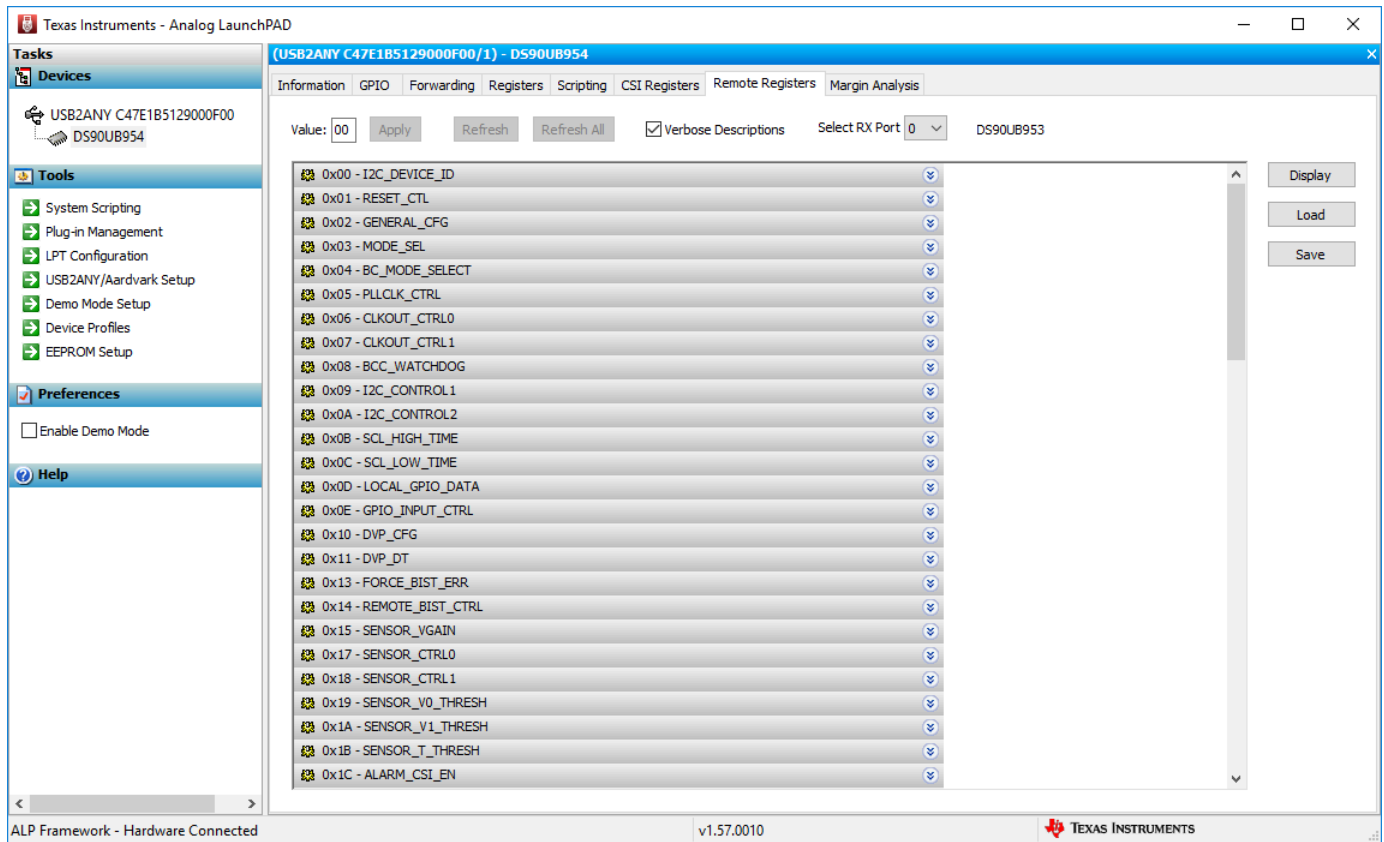 Texas Instruments - Analog LaunchPAD
Tasks
Devices
USB2ANY C47E1B5129000F00
DS90UB954
Tools
System Scripting
Plug-in Management
LPT Configuration
USB2ANY/Aardvark Setup
Demo Mode Setup
Device Profiles
EEPROM Setup
Preferences
Enable Demo Mode
Help
(USB2ANY C47E1B5129000F00/1) - DS90UB954
Information GPIO Forwarding Registers Scripting CSI Registers Remote Registers Margin Analysis
Value: 00 Apply Refresh Refresh All Verbose Descriptions Select RX Port 0 DS90UB953
0x00 - I2C_DEVICE_ID
0x01 - RESET_CTL
0x02 - GENERAL_CFG
0x03 - MODE_SEL
0x04 - BC_MODE_SELECT
0x05 - PLLCLK_CTRL
0x06 - CLKOUT_CTRL0
0x07 - CLKOUT_CTRL1
0x08 - BCC_WATCHDOG
0x09 - I2C_CONTROL1
0x0A - I2C_CONTROL2
0x0B - SCL_HIGH_TIME
0x0C - SCL_LOW_TIME
0x0D - LOCAL_GPIO_DATA
0x0E - GPIO_INPUT_CTRL
0x10 - DVP_CFG
0x11 - DVP_DT
0x13 - FORCE_BIST_ERR
0x14 - REMOTE_BIST_CTRL
0x15 - SENSOR_VGAIN
0x17 - SENSOR_CTRL0
0x18 - SENSOR_CTRL1
0x19 - SENSOR_V0_THRESH
0x1A - SENSOR_V1_THRESH
0x1B - SENSOR_T_THRESH
0x1C - ALARM_CSI_EN
Display
Load
Save
ALP Framework - Hardware Connected
v1.57.0010
TEXAS INSTRUMENTS